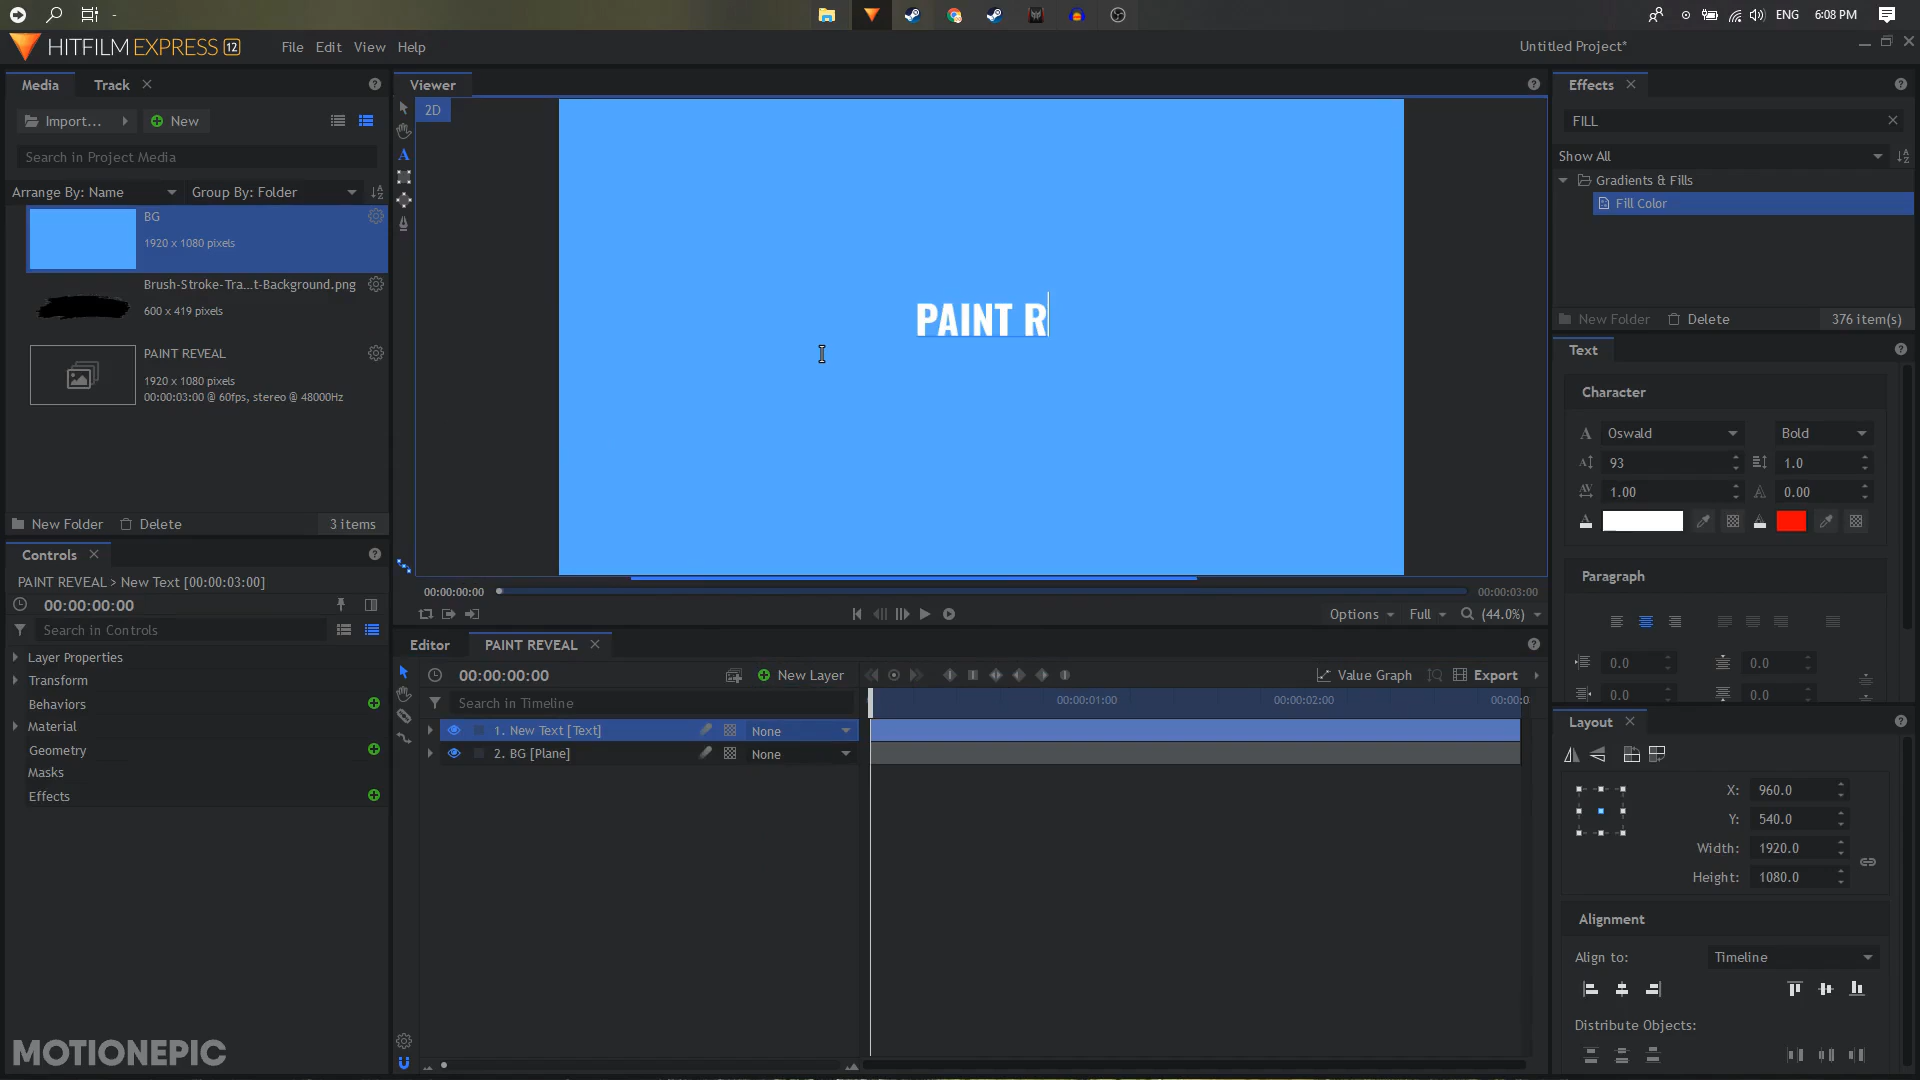 -
ENG
6:08 PM
HITFILM EXPRESS 12
File
Edit
View
Help
Untitled Project*
Media
Track
Import...
New
Search in Project Media
Arrange By: Name
Group By: Folder
BG
1920 x 1080 pixels
Brush-Stroke-Tra...t-Background.png
600 x 419 pixels
PAINT REVEAL
1920 x 1080 pixels
00:00:03:00 @ 60fps, stereo @ 48000Hz
New Folder
Delete
3 items
Controls
PAINT REVEAL > New Text [00:00:03:00]
00:00:00:00
Search in Controls
Layer Properties
Transform
Behaviors
Material
Geometry
Masks
Effects
MOTIONEPIC
Viewer
2D
PAINT R
00:00:00:00
00:00:03:00
Options
Full
(44.0%)
Editor
PAINT REVEAL
00:00:00:00
New Layer
Value Graph
Export
Search in Timeline
00:00:01:00
00:00:02:00
00:00:0
1. New Text [Text]
None
2. BG [Plane]
None
Effects
FILL
Show All
Gradients & Fills
Fill Color
New Folder
Delete
376 item(s)
Text
Character
Oswald
Bold
93
1.0
1.00
0.00
Paragraph
0.0
0.0
0.0
0.0
Layout
X: 960.0
Y: 540.0
Width: 1920.0
Height: 1080.0
Alignment
Align to: Timeline
Distribute Objects: